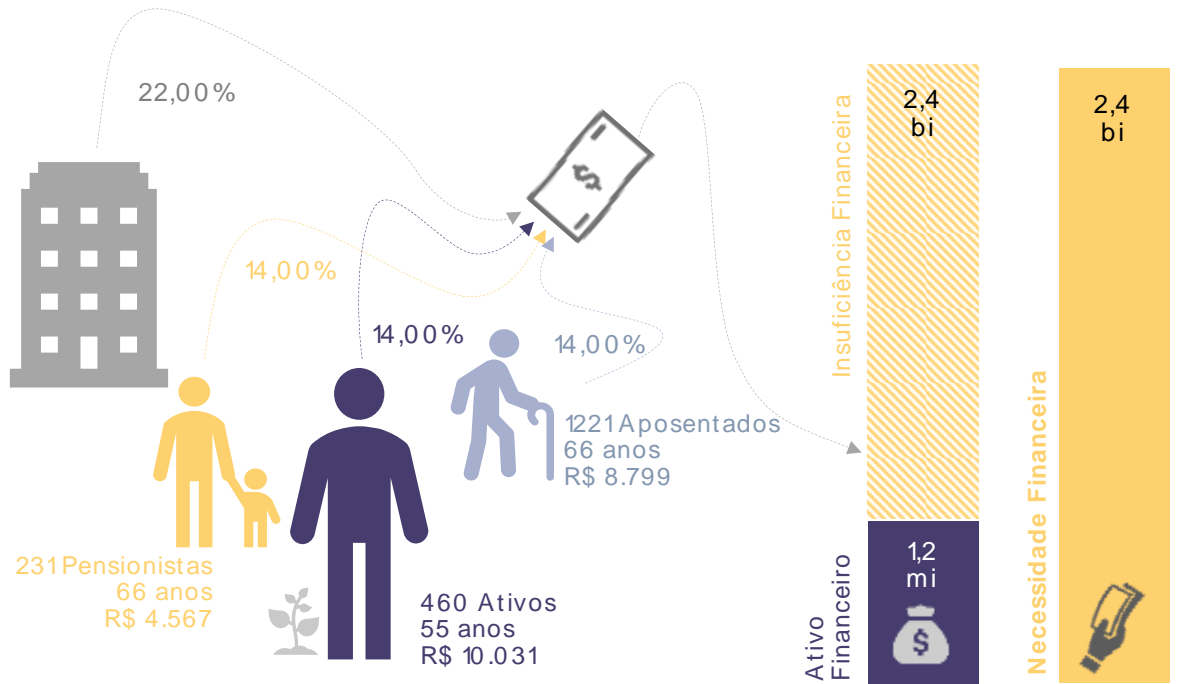 22,00%
14,00%
14,00%
14,00%
231 Pensionistas
66 anos
R$ 4.567
460 Ativos
55 anos
R$ 10.031
1221 Aposentados
66 anos
R$ 8.799
Insuficiência Financeira
2,4
bi
Ativo
Financeiro
1,2
mi
$
Necessidade Financeira
2,4
bi
$